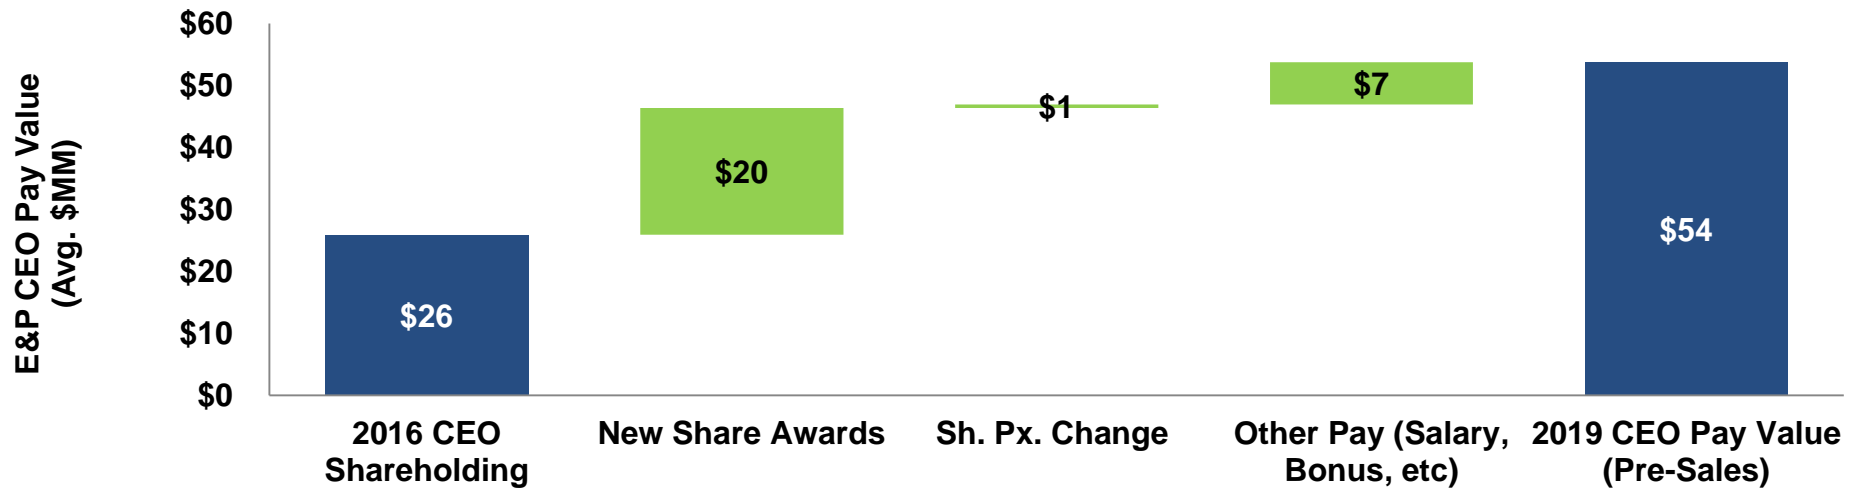 E&P CEO Pay Value
(Avg. $MM)
$60
$50
$40
$30
$20
$10
$0
$26
$20
$1
$7
$54
2016 CEO
Shareholding
New Share Awards
Sh. Px. Change
Other Pay (Salary,
Bonus, etc)
2019 CEO Pay Value
(Pre-Sales)